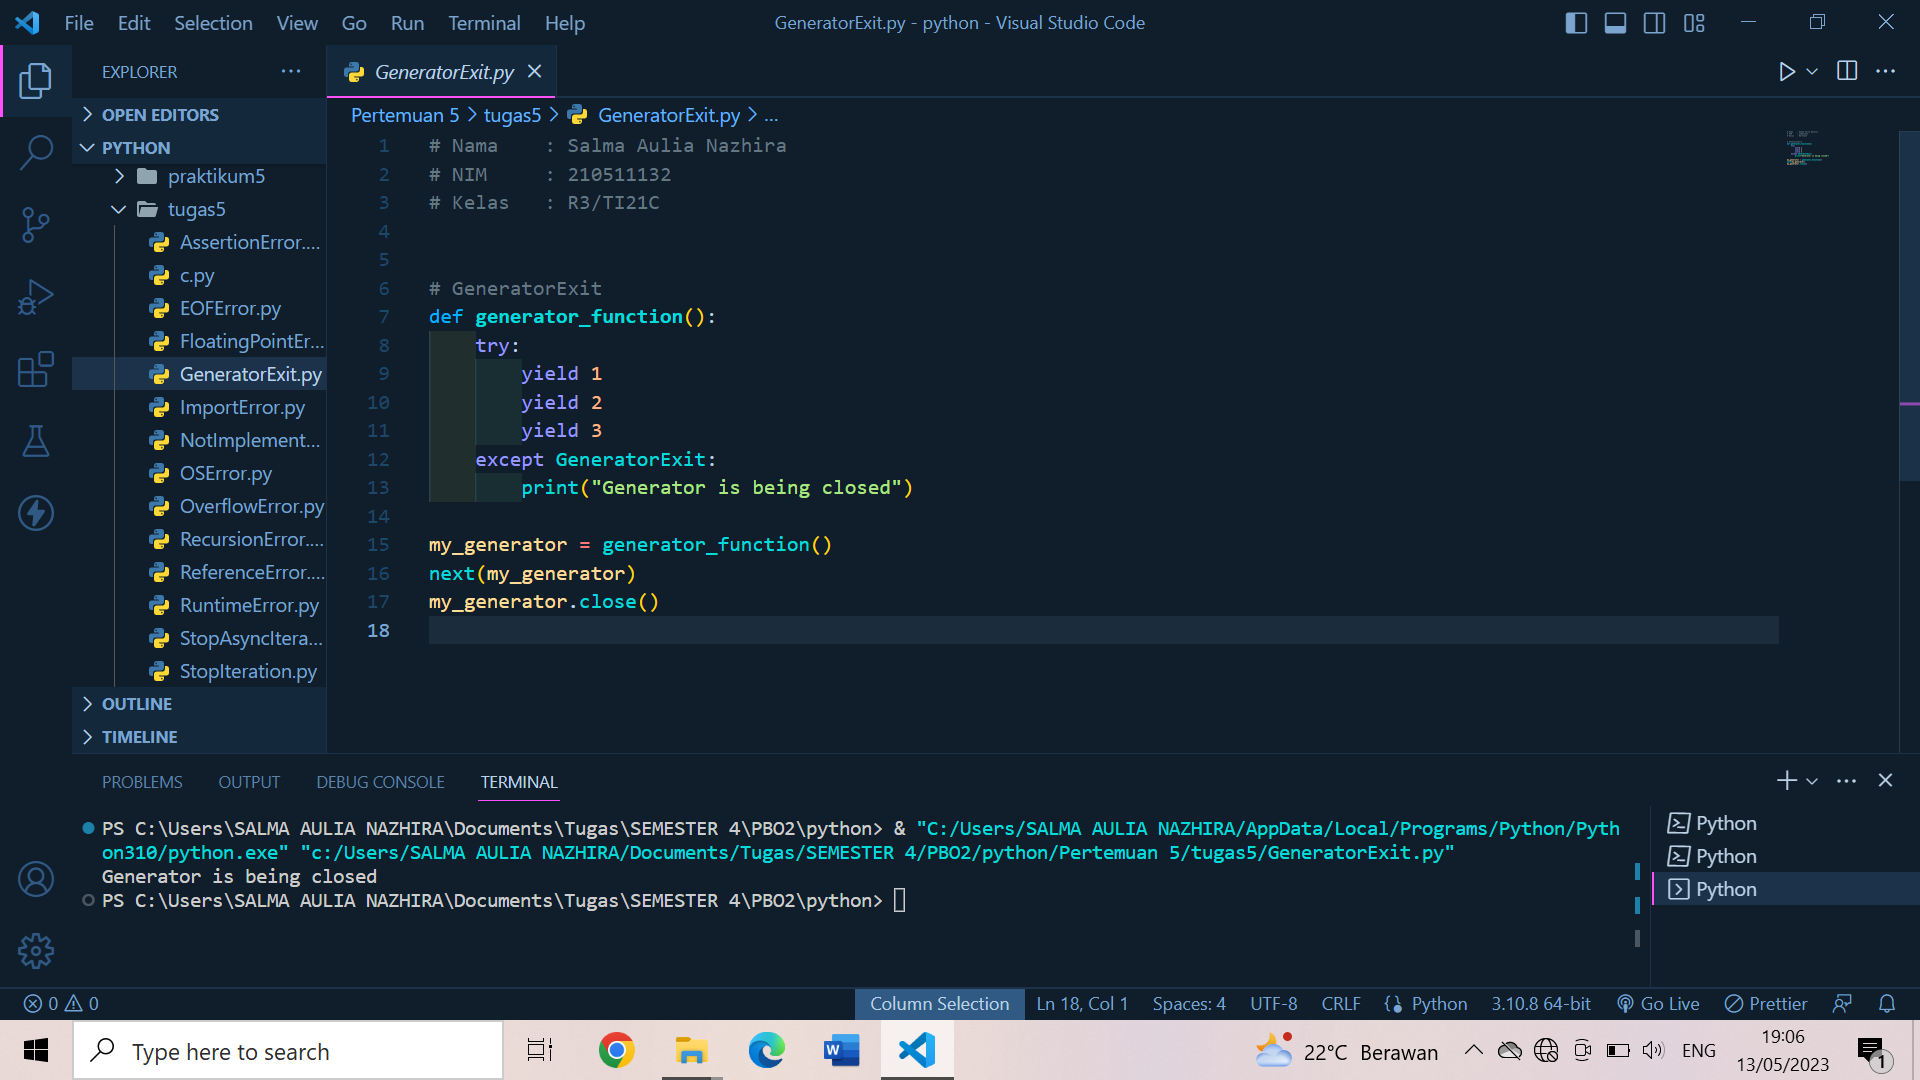 File Edit Selection View Go Run Terminal Help
GeneratorExit.py - python - Visual Studio Code
EXPLORER
OPEN EDITORS
PYTHON
praktikum5
tugas5
AssertionError....
c.py
EOFError.py
FloatingPointEr...
GeneratorExit.py
ImportError.py
NotImplement...
OSError.py
OverflowError.py
RecursionError....
ReferenceError....
RuntimeError.py
StopAsyncItera...
StopIteration.py
OUTLINE
TIMELINE
GeneratorExit.py
Pertemuan 5 > tugas5 > GeneratorExit.py > ...
1 # Nama    : Salma Aulia Nazhira
2 # NIM     : 210511132
3 # Kelas   : R3/TI21C
4
5
6 # GeneratorExit
7 def generator_function():
8     try:
9         yield 1
10         yield 2
11         yield 3
12     except GeneratorExit:
13         print("Generator is being closed")
14
15 my_generator = generator_function()
16 next(my_generator)
17 my_generator.close()
18
PROBLEMS OUTPUT DEBUG CONSOLE TERMINAL
PS C:\Users\SALMA AULIA NAZHIRA\Documents\Tugas\SEMESTER 4\PBO2\python> & "C:/Users/SALMA AULIA NAZHIRA/AppData/Local/Programs/Python/Pyth
on310/python.exe" "c:/Users/SALMA AULIA NAZHIRA/Documents/Tugas/SEMESTER 4/PBO2/python/Pertemuan 5/tugas5/GeneratorExit.py"
Generator is being closed
PS C:\Users\SALMA AULIA NAZHIRA\Documents\Tugas\SEMESTER 4\PBO2\python>
Python
Python
Python
0 0
Column Selection Ln 18, Col 1 Spaces: 4 UTF-8 CRLF Python 3.10.8 64-bit Go Live Prettier
Type here to search
W
22°C Berawan
ENG
19:06
13/05/2023
1